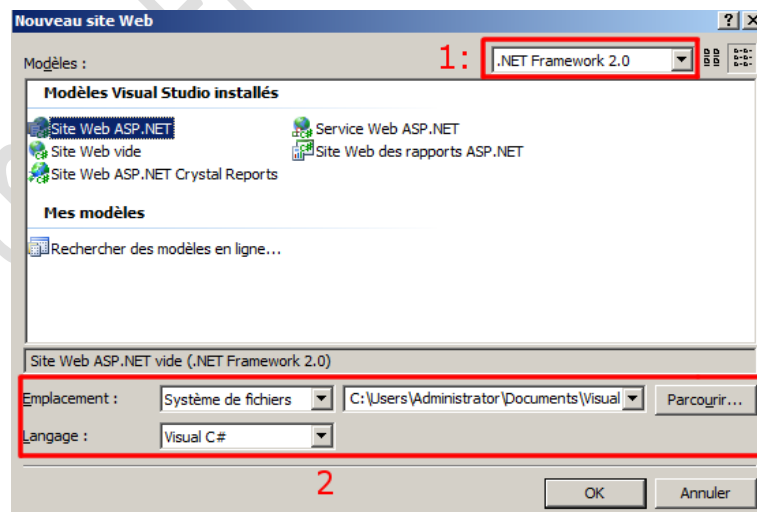 Nouveau site Web
Modèles :
1:
.NET Framework 2.0
Modèles Visual Studio installés
Site Web ASP.NET
Service Web ASP.NET
Site Web vide
Site Web des rapports ASP.NET
Site Web ASP.NET Crystal Reports
Mes modèles
Rechercher des modèles en ligne...
Site Web ASP.NET vide (.NET Framework 2.0)
Emplacement :
Système de fichiers
C:\Users\Administrator\Documents\Visual
Parcourir...
Langage :
Visual C#
2
OK
Annuler